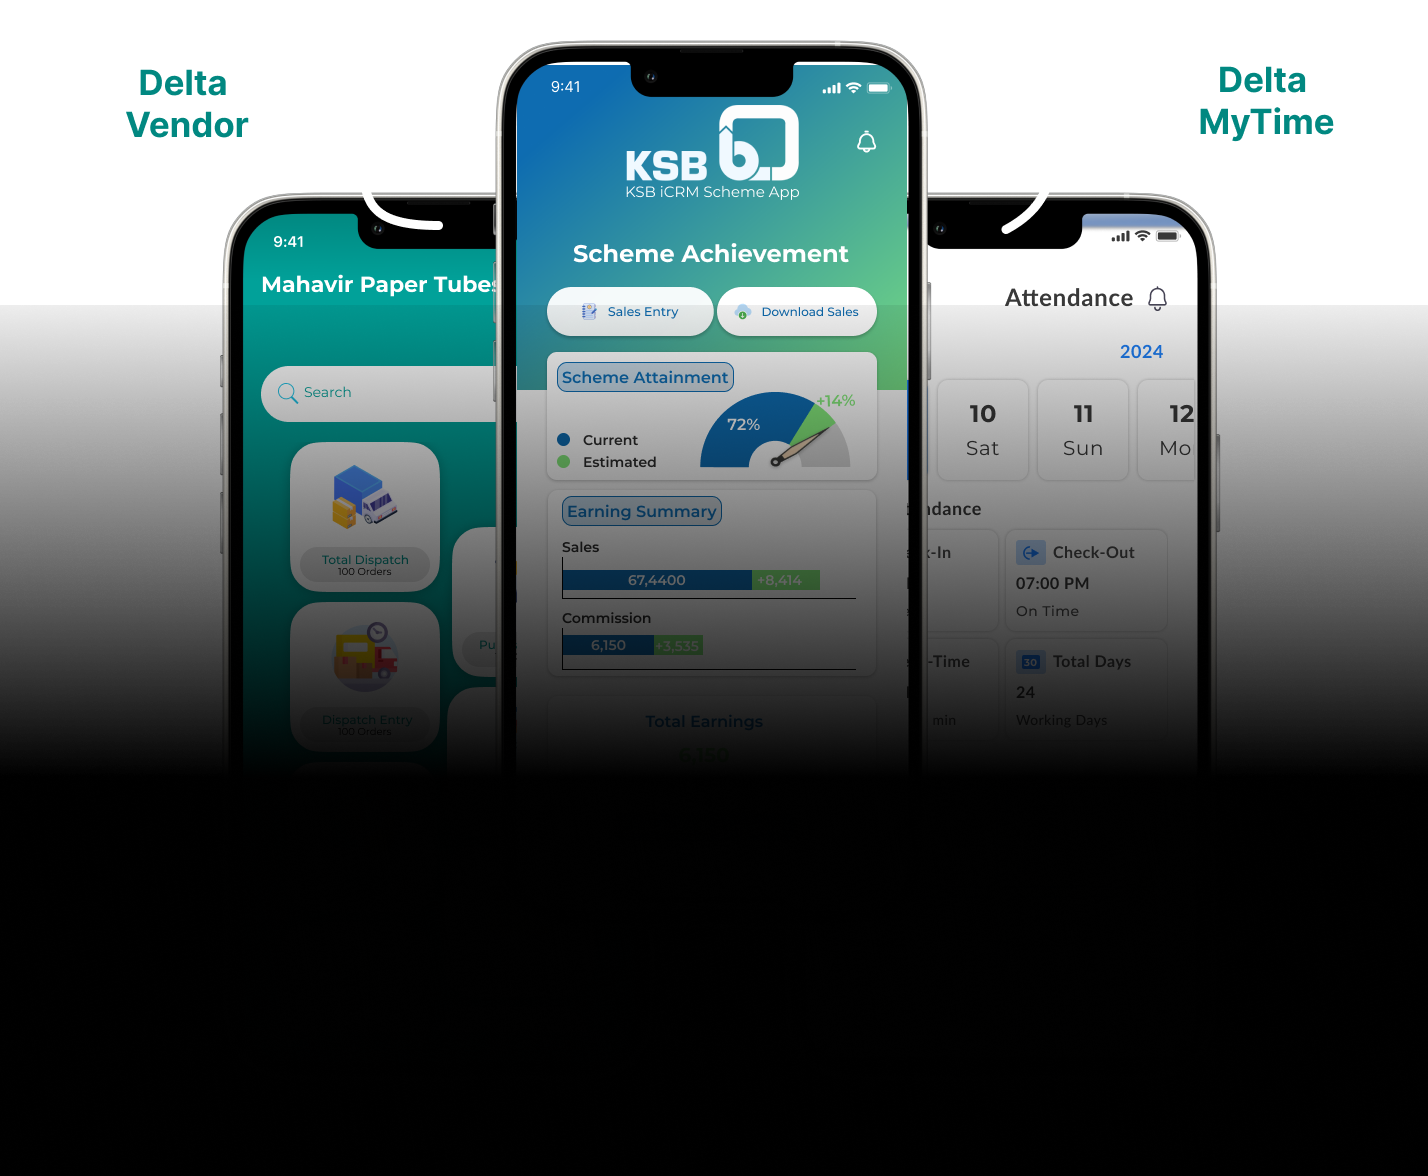 Delta
Vendor
Delta
MyTime
9:41
Mahavir Paper Tubes
Search
Total Dispatch
100 Orders
Dispatch Entry
100 Orders
Pu
9:41
KSB b
KSB iCRM Scheme App
Scheme Achievement
Sales Entry
Download Sales
Scheme Attainment
+14%
72%
Current
Estimated
Earning Summary
Sales
67,4400
+8,414
Commission
6,150
+3,535
Total Earnings
6,150
Attendance
2024
10
Sat
11
Sun
12
Mo
ndance
k-In
Check-Out
07:00 PM
On Time
-Time
30
Total Days
24
min
Working Days